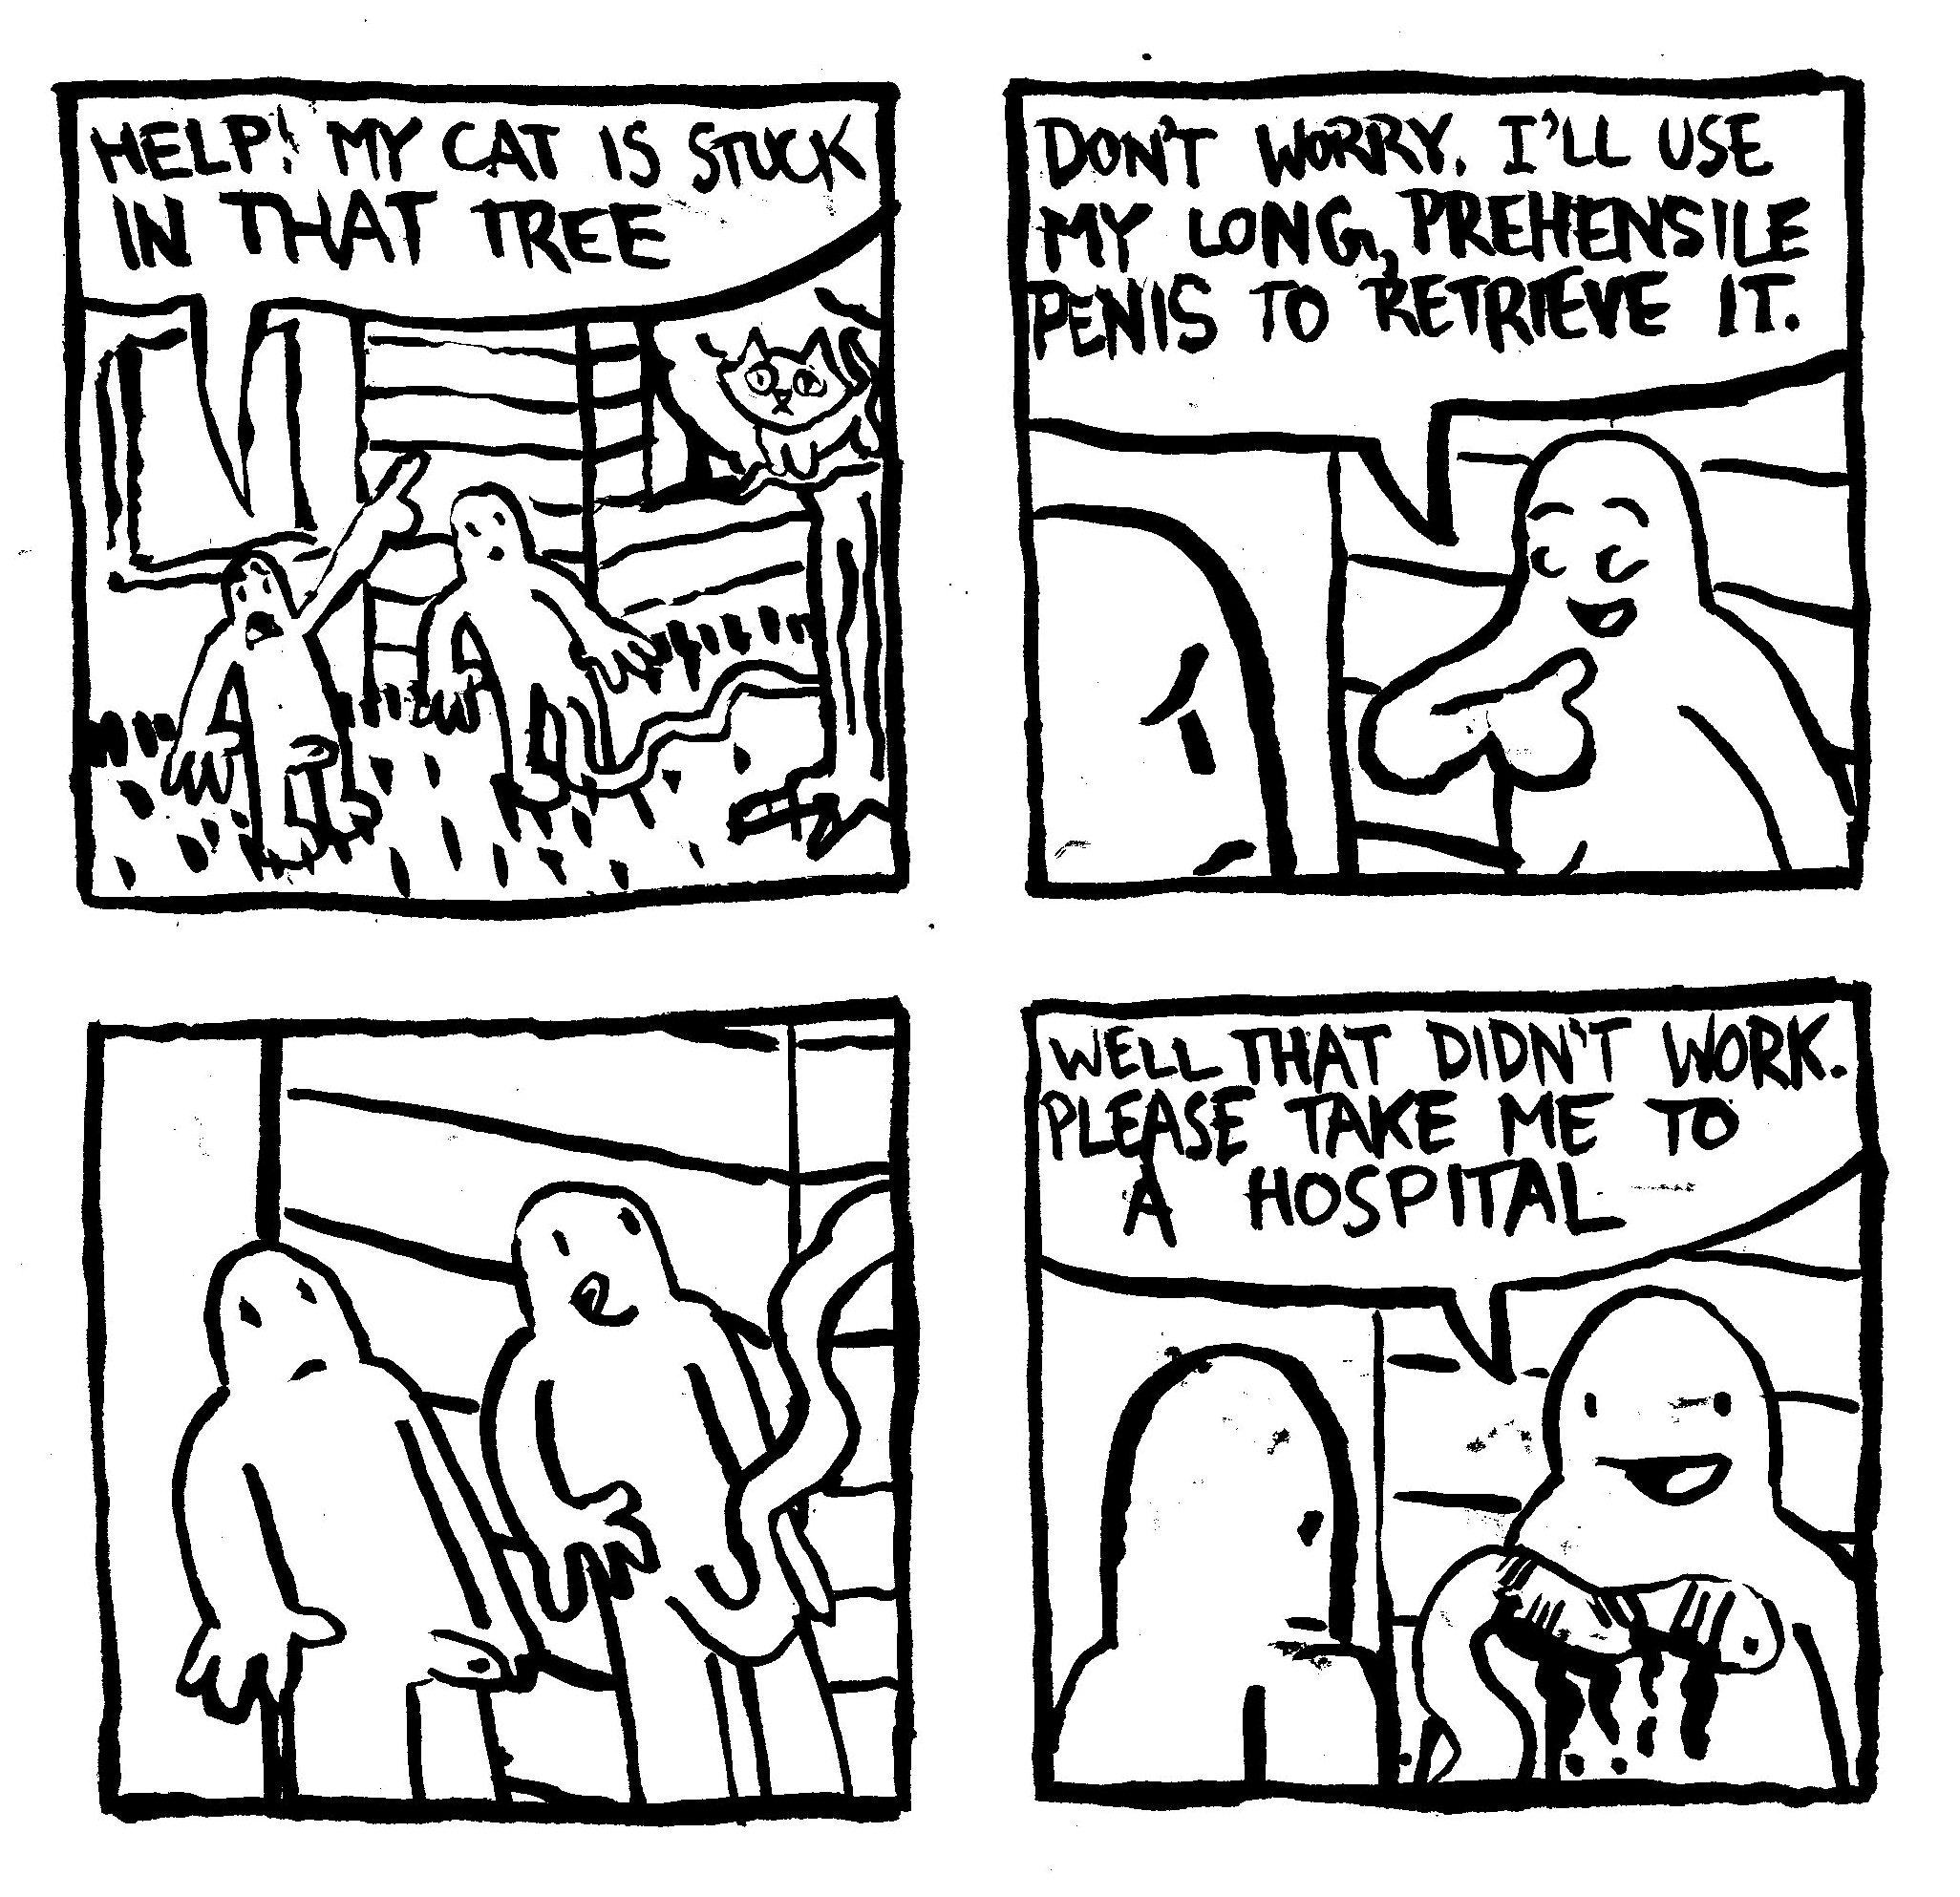 HELP! MY CAT IS STUCK
IN THAT TREE
DON'T WORRY. I'LL USE
MY LONG, PREHENSILE
PENIS TO RETRIEVE IT.
WELL THAT DIDN'T WORK.
PLEASE TAKE ME TO
A HOSPITAL